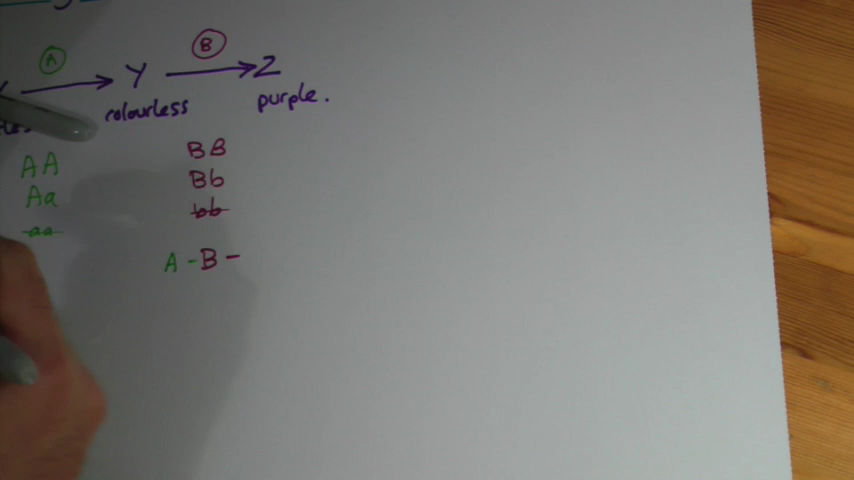 A B
Y Z
colourless purple.
AA BB
Aa Bb
aa bb
A - B -